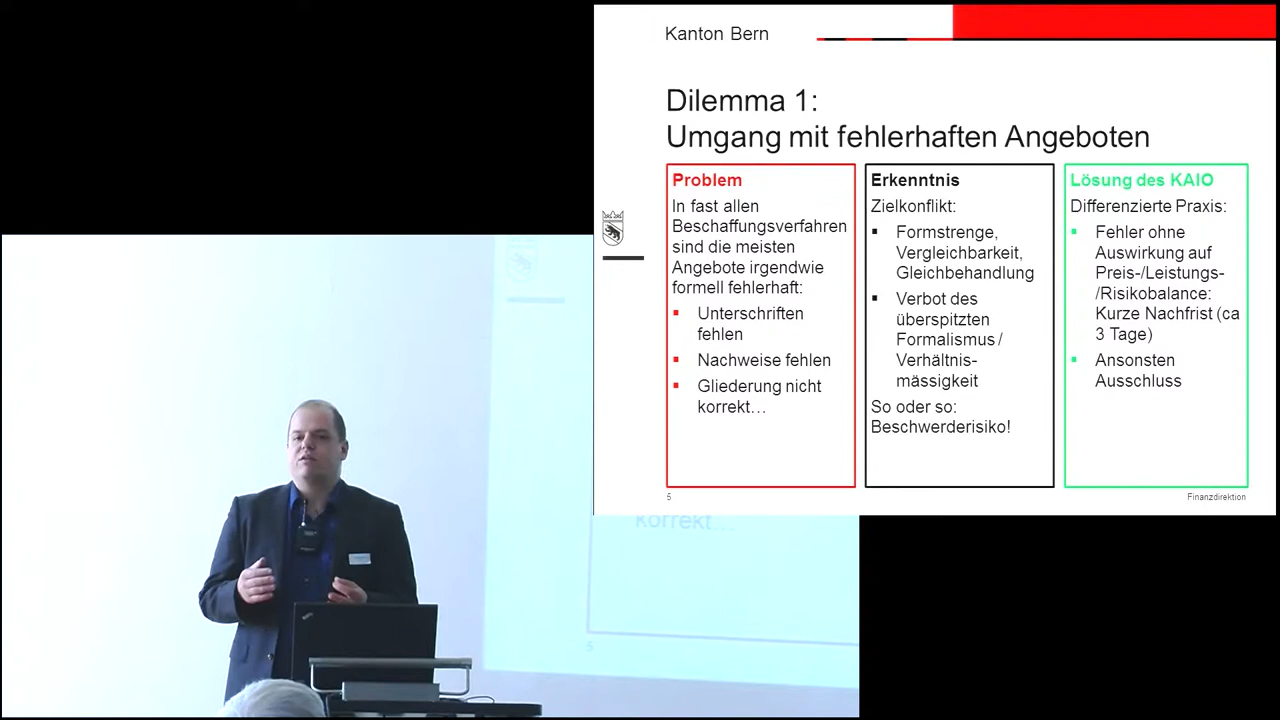 Kanton Bern
Dilemma 1:
Umgang mit fehlerhaften Angeboten
Problem
In fast allen
Beschaffungsverfahren
sind die meisten
Angebote irgendwie
formell fehlerhaft:
Unterschriften
fehlen
Nachweise fehlen
Gliederung nicht
korrekt…
Erkenntnis
Zielkonflikt:
Formstrenge,
Vergleichbarkeit,
Gleichbehandlung
Verbot des
überspitzten
Formalismus /
Verhältnis-
mässigkeit
So oder so:
Beschwerderisiko!
Lösung des KAIO
Differenzierte Praxis:
Fehler ohne
Auswirkung auf
Preis-/Leistungs-
/Risikobalance:
Kurze Nachfrist (ca
3 Tage)
Ansonsten
Ausschluss
5
Finanzdirektion
korrekt…
5